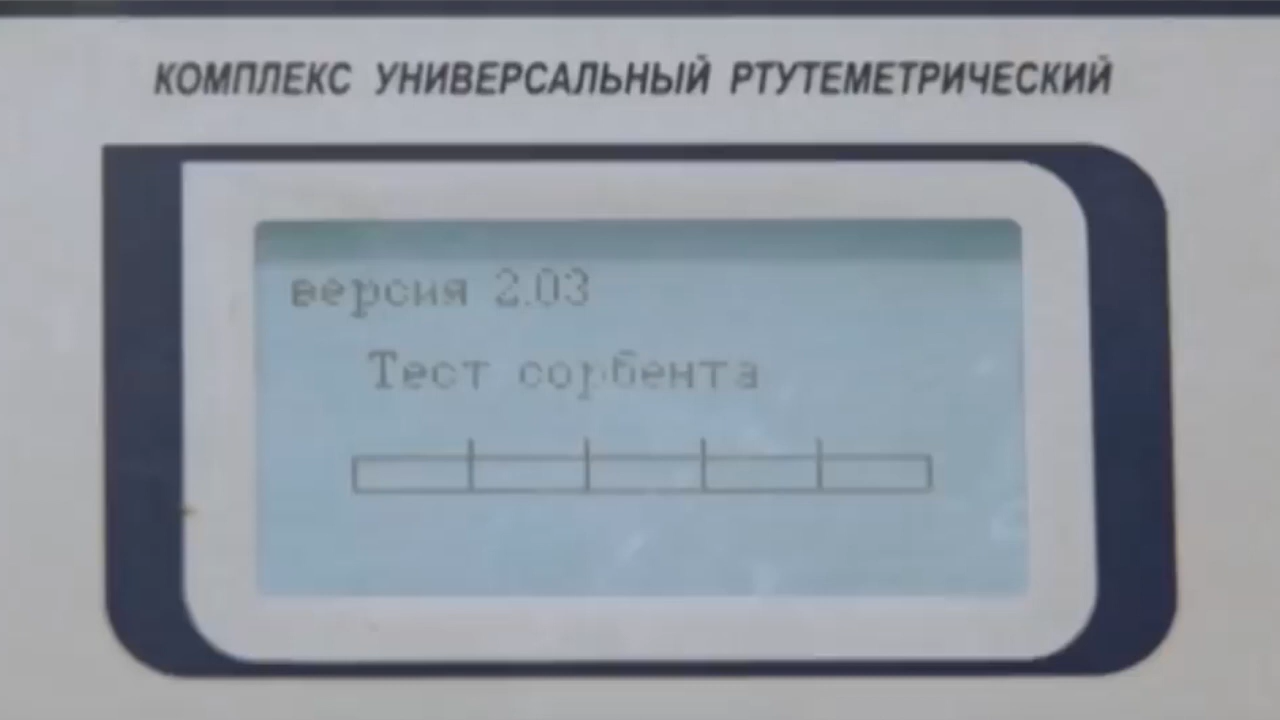 КОМПЛЕКС УНИВЕРСАЛЬНЫЙ РТУТЕМЕТРИЧЕСКИЙ
версия 2.03
Тест сорбента